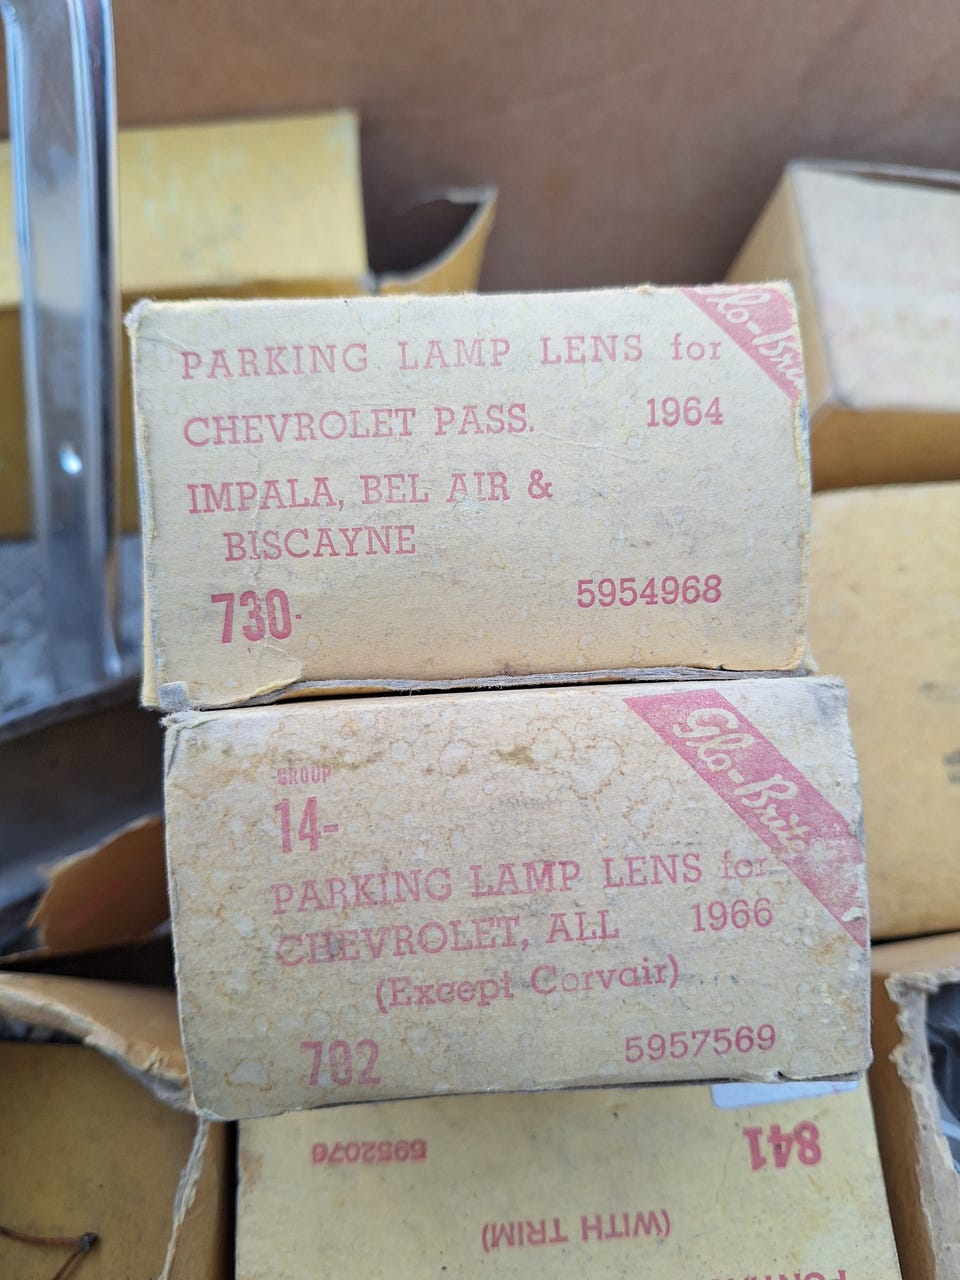 Glo-Bri
PARKING LAMP LENS for
CHEVROLET PASS. 1964
IMPALA, BEL AIR &
BISCAYNE
730- 5954968
Glo-Brite
GROUP
14-
PARKING LAMP LENS for
CHEVROLET, ALL 1966
(Except Corvair)
702 5957569
841 5952076
(WITH TRIM)